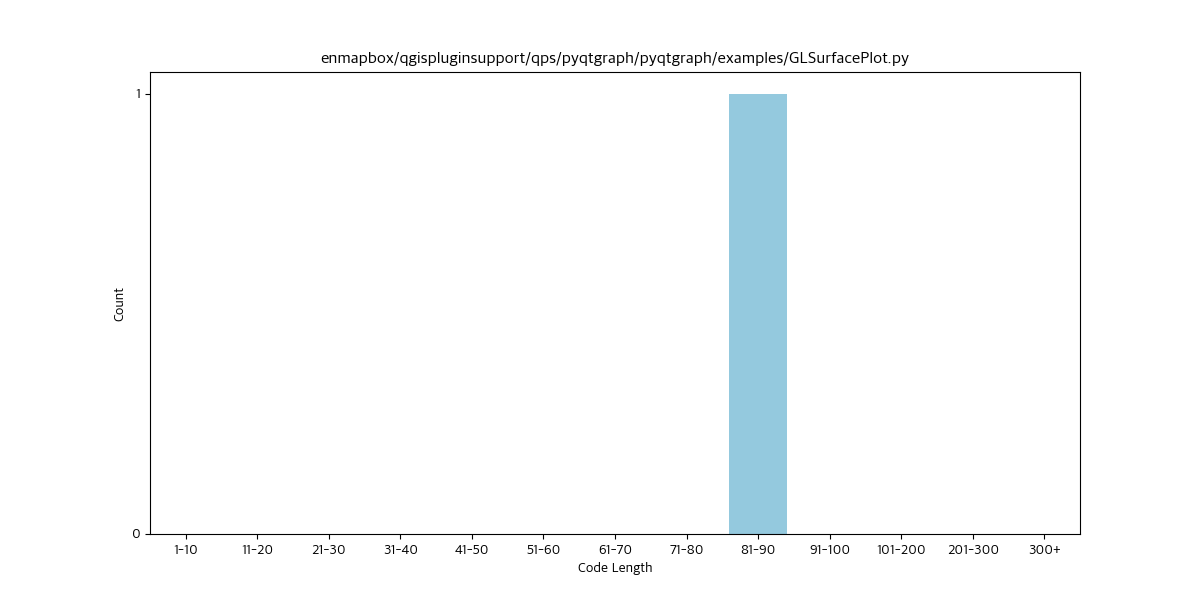 enmapbox/qgispluginsupport/qps/pyqtgraph/pyqtgraph/examples/GLSurfacePlot.py
1
Count
0
1-10 11-20 21-30 31-40 41-50 51-60 61-70 71-80 81-90 91-100 101-200 201-300 300+
Code Length